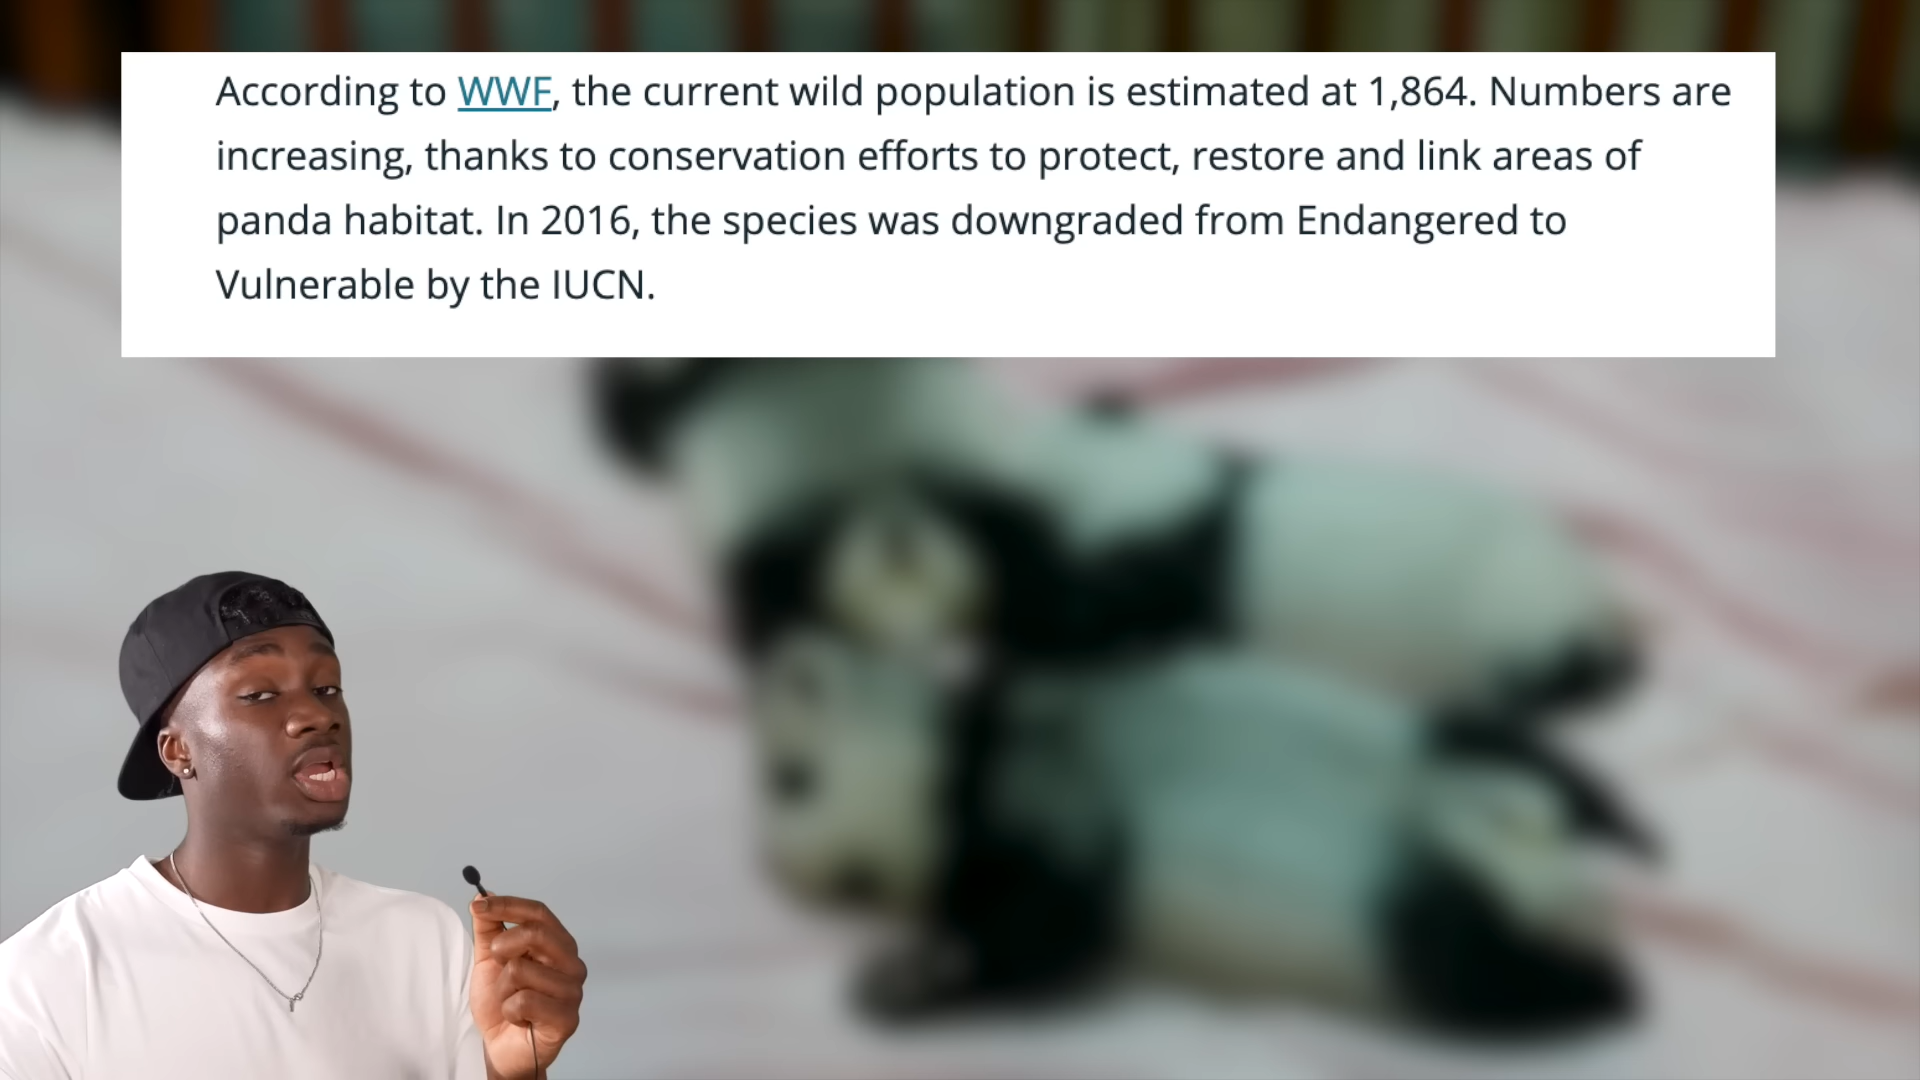 According to WWF, the current wild population is estimated at 1,864. Numbers are
increasing, thanks to conservation efforts to protect, restore and link areas of
panda habitat. In 2016, the species was downgraded from Endangered to
Vulnerable by the IUCN.